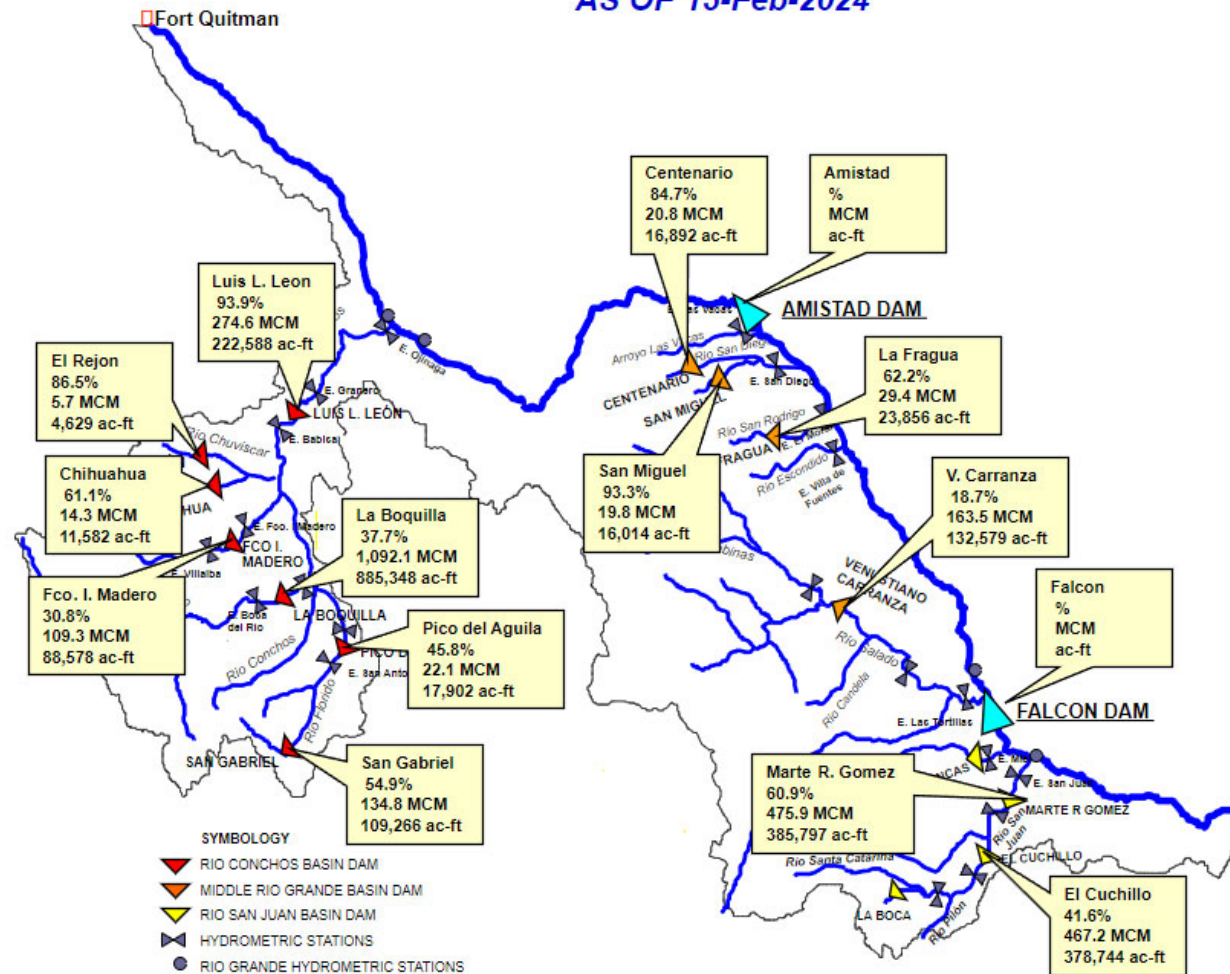 AS OF 15-Feb-2024
Fort Quitman
Centenario
84.7%
20.8 MCM
16,892 ac-ft
Amistad
%
MCM
ac-ft
Luis L. Leon
93.9%
274.6 MCM
222,588 ac-ft
AMISTAD DAM
Arroyo Las Vacas
Rio San Diego
E. Ojinaga
El Rejon
86.5%
5.7 MCM
4,629 ac-ft
La Fragua
62.2%
29.4 MCM
23,856 ac-ft
CENTENARIO
E. San Diego
SAN MIGUEL
E. Granero
LUIS L. LEÓN
Rio San Rodrigo
Rio Chuviscar
FRAGUA
Rio Escondido
E. Villa de
Fuentes
Chihuahua
61.1%
14.3 MCM
11,582 ac-ft
San Miguel
93.3%
19.8 MCM
16,014 ac-ft
V. Carranza
18.7%
163.5 MCM
132,579 ac-ft
La Boquilla
37.7%
1,092.1 MCM
885,348 ac-ft
HUA
FCO I.
MADERO
E. Villalba
VENUSTIANO
CARRANZA
Fco. I. Madero
30.8%
109.3 MCM
88,578 ac-ft
Falcon
%
MCM
ac-ft
E. Boca
del Rio
LA BOQUILLA
Pico del Aguila
45.8%
22.1 MCM
17,902 ac-ft
Rio Conchos
Rio Florido
Rio Salado
Rio Candela
E. Las Tortillas
FALCON DAM
SAN GABRIEL
San Gabriel
54.9%
134.8 MCM
109,266 ac-ft
Marte R. Gomez
60.9%
475.9 MCM
385,797 ac-ft
NCAS
E. San Juan
MARTE R GOMEZ
Rio San
Juan
EL CUCHILLO
Rio Santa Catarina
LA BOCA
Rio Pilón
El Cuchillo
41.6%
467.2 MCM
378,744 ac-ft
SYMBOLOGY
RIO CONCHOS BASIN DAM
MIDDLE RIO GRANDE BASIN DAM
RIO SAN JUAN BASIN DAM
HYDROMETRIC STATIONS
RIO GRANDE HYDROMETRIC STATIONS